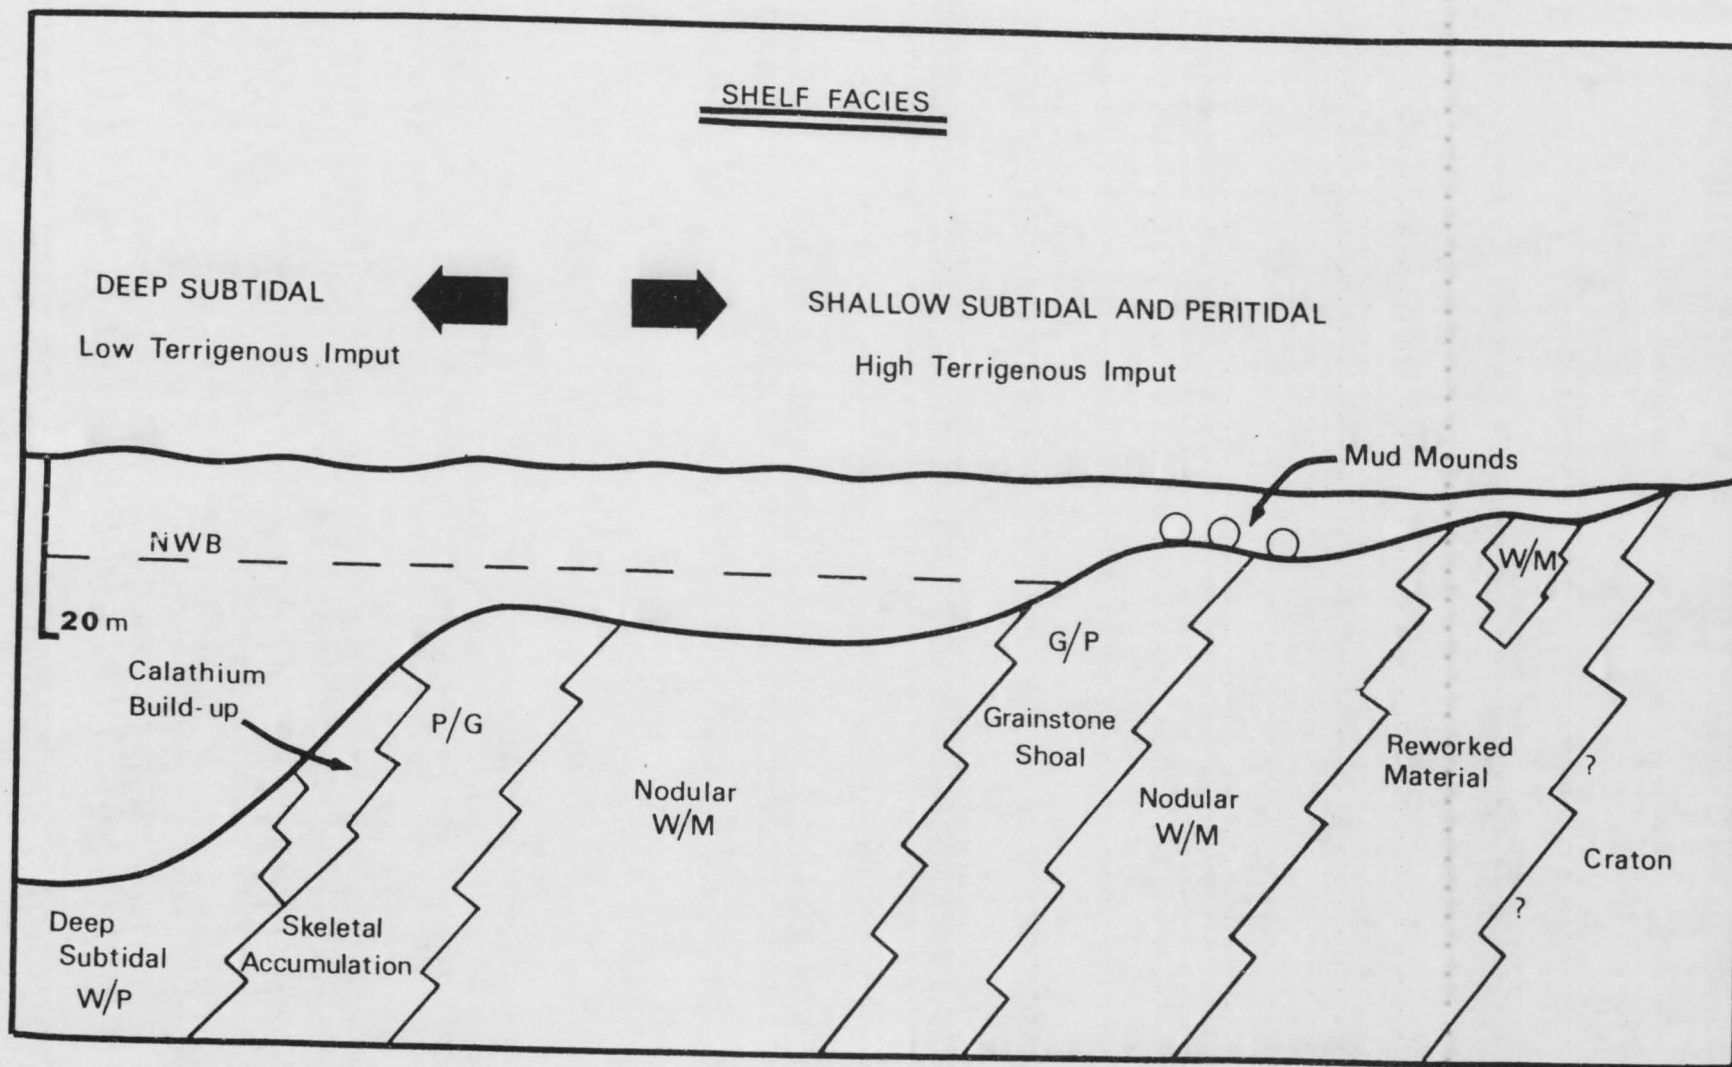 SHELF FACIES
DEEP SUBTIDAL
Low Terrigenous Imput
SHALLOW SUBTIDAL AND PERITIDAL
High Terrigenous Imput
Mud Mounds
NWB
20 m
Calathium
Build-up
P/G
Nodular
W/M
G/P
Grainstone
Shoal
Nodular
W/M
W/M
Reworked
Material
?
Craton
?
Deep
Subtidal
W/P
Skeletal
Accumulation